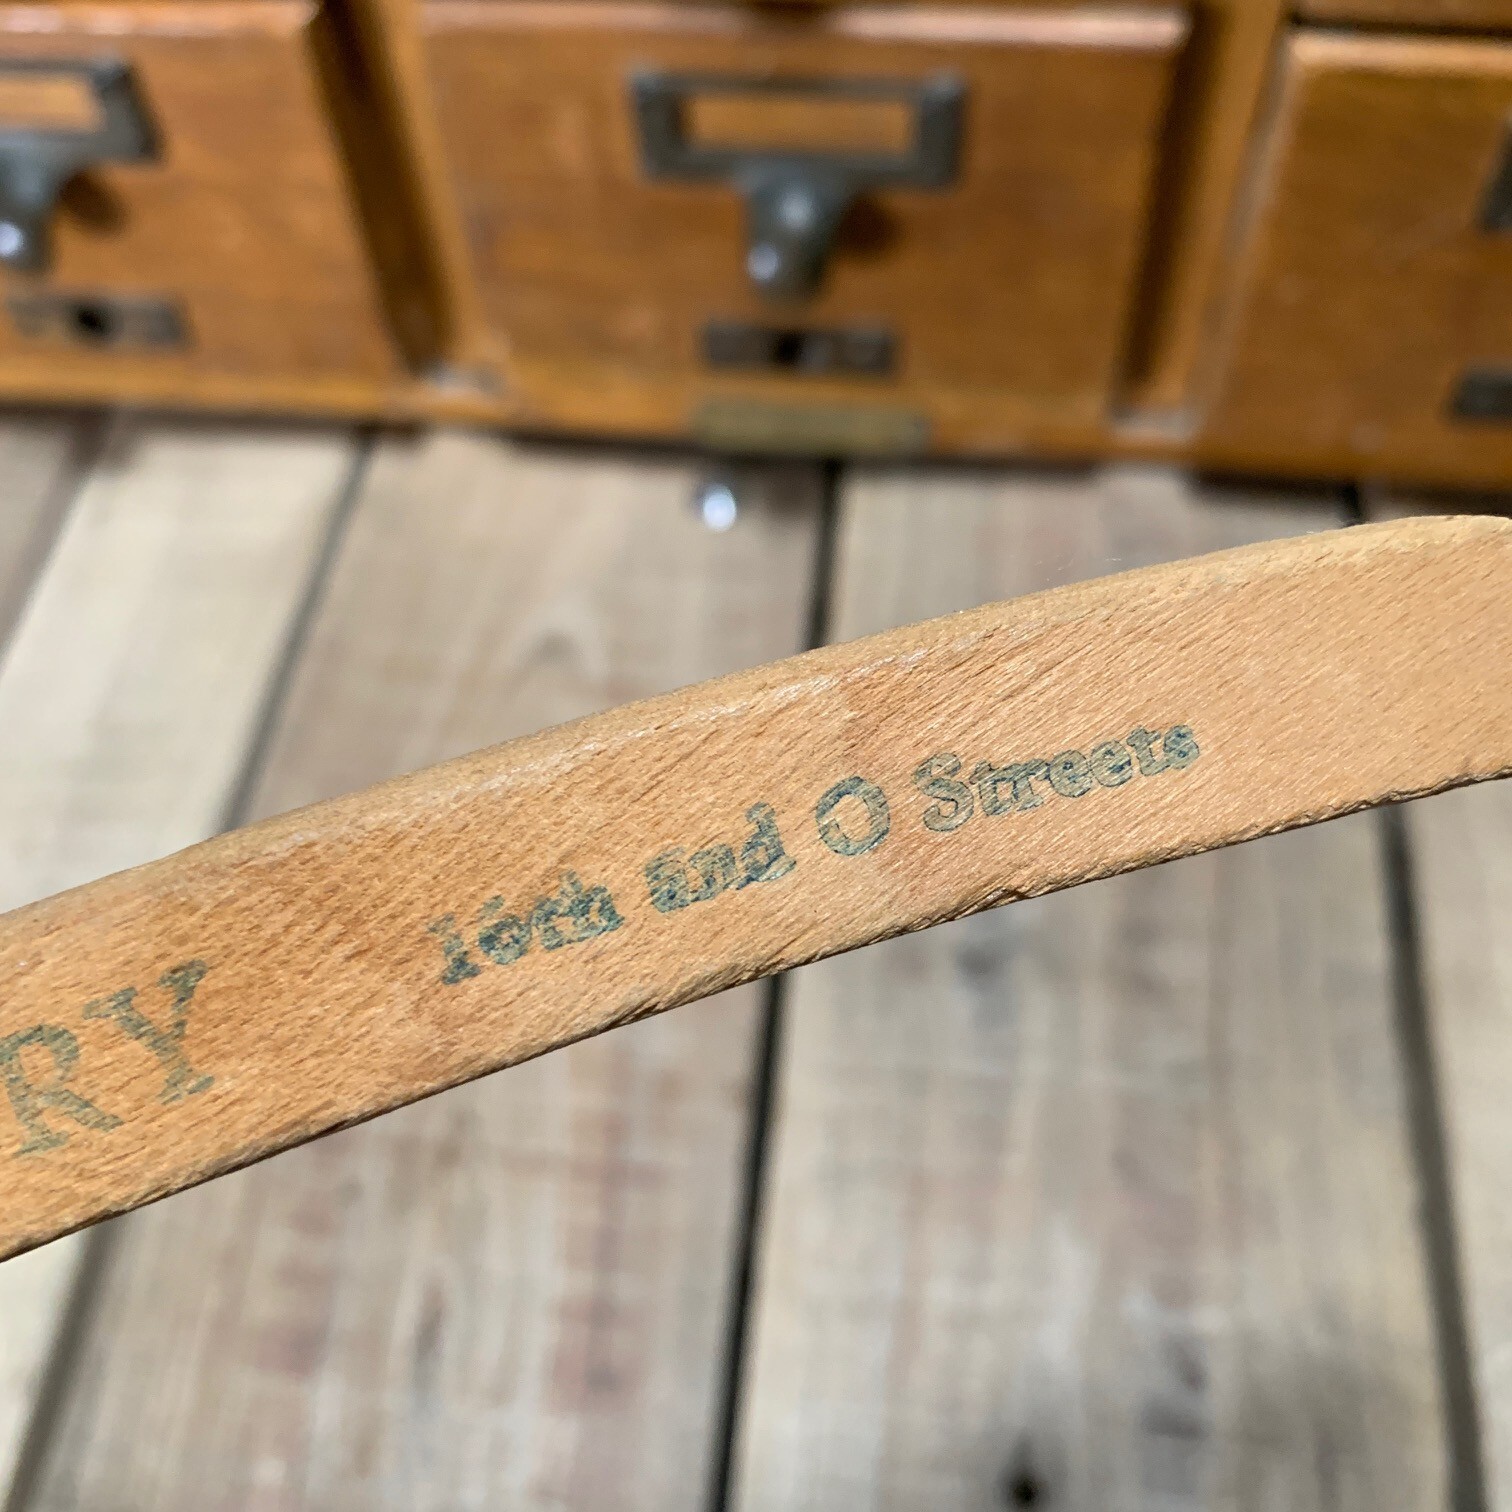 RY 16th and O Streets